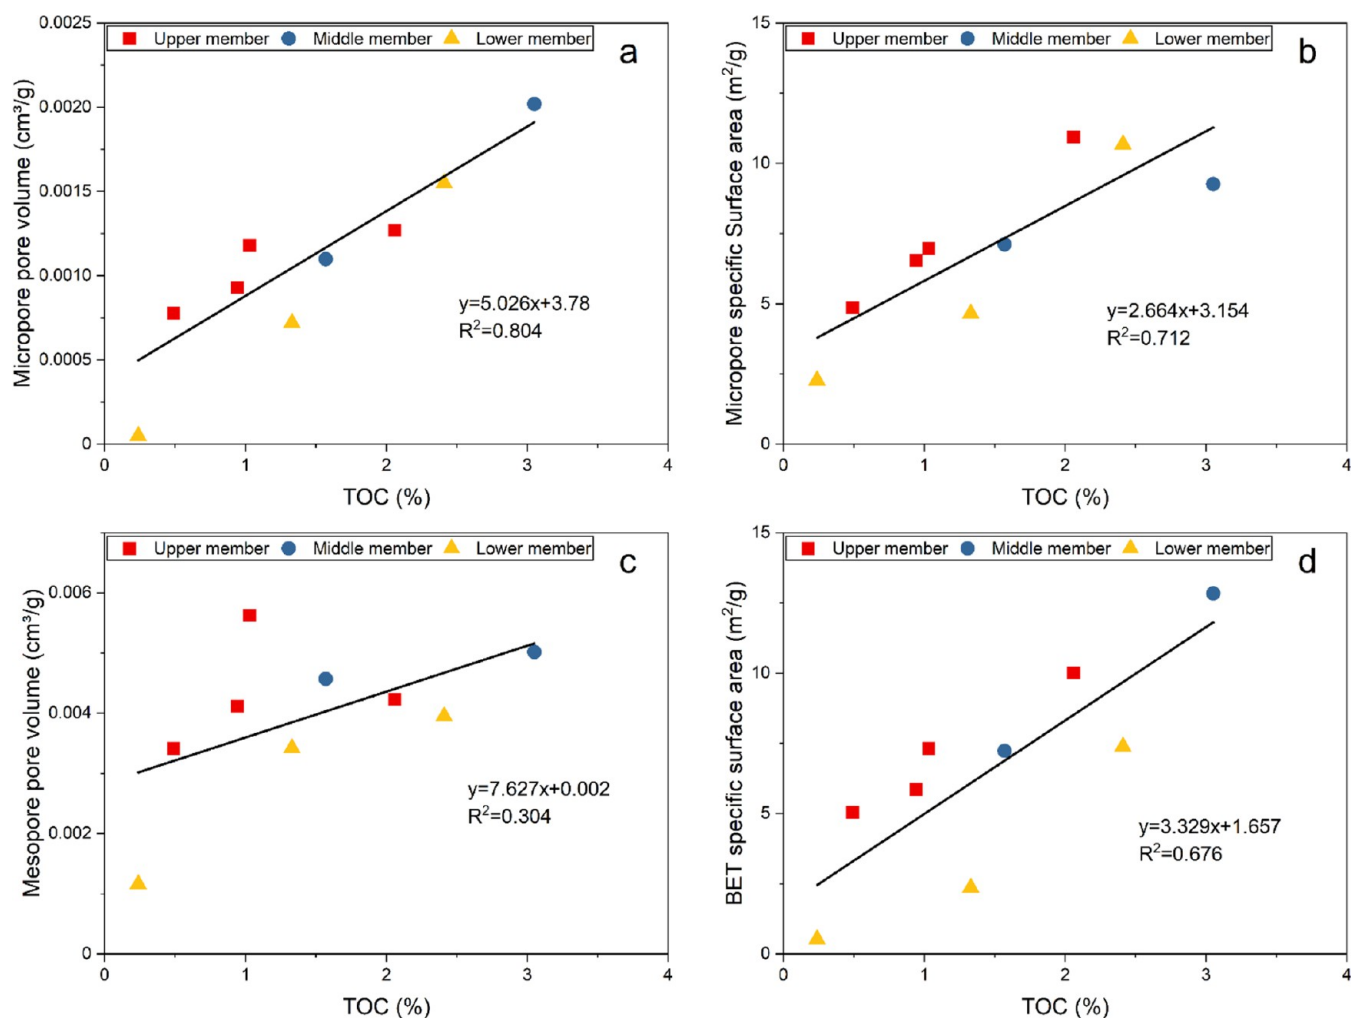 Upper member Middle member Lower member
a
Micropore pore volume (cm³/g)
0.0025
0.0020
0.0015
0.0010
0.0005
0
y=5.026x+3.78
R²=0.804
0 1 2 3 4
TOC (%)
Upper member Middle member Lower member
b
Micropore specific Surface area (m²/g)
15
10
5
0
y=2.664x+3.154
R²=0.712
0 1 2 3 4
TOC (%)
Upper member Middle member Lower member
c
Mesopore pore volume (cm³/g)
0.006
0.004
0.002
0
y=7.627x+0.002
R²=0.304
0 1 2 3 4
TOC (%)
Upper member Middle member Lower member
d
BET specific surface area (m²/g)
15
10
5
0
y=3.329x+1.657
R²=0.676
0 1 2 3 4
TOC (%)